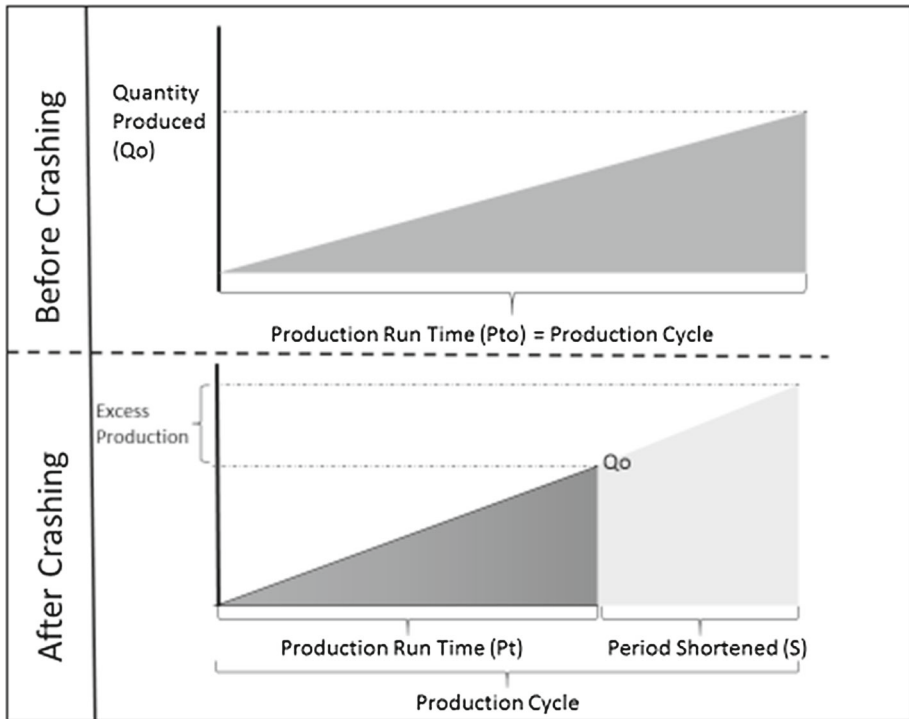 Before Crashing
Quantity
Produced
(Qo)
Production Run Time (Pto) = Production Cycle
After Crashing
Excess
Production
Qo
Production Run Time (Pt)
Period Shortened (S)
Production Cycle